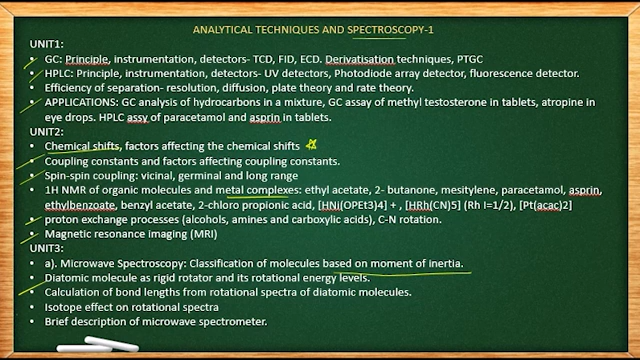 ANALYTICAL TECHNIQUES AND SPECTROSCOPY-1
UNIT1:
• GC: Principle, instrumentation, detectors- TCD, FID, ECD. Derivatisation techniques, PTGC
• HPLC: Principle, instrumentation, detectors- UV detectors, Photodiode array detector, fluorescence detector.
• Efficiency of separation- resolution, diffusion, plate theory and rate theory.
• APPLICATIONS: GC analysis of hydrocarbons in a mixture, GC assay of methyl testosterone in tablets, atropine in
eye drops. HPLC assy of paracetamol and asprin in tablets.
UNIT2:
• Chemical shifts, factors affecting the chemical shifts
• Coupling constants and factors affecting coupling constants.
• Spin-spin coupling: vicinal, germinal and long range
• 1H NMR of organic molecules and metal complexes: ethyl acetate, 2- butanone, mesitylene, paracetamol, asprin,
ethylbenzoate, benzyl acetate, 2-chloro propionic acid, [HNi(OPEt3)4] + , [HRh(CN)5] (Rh I=1/2), [Pt(acac)2]
• proton exchange processes (alcohols, amines and carboxylic acids), C-N rotation.
• Magnetic resonance imaging (MRI)
UNIT3:
• a). Microwave Spectroscopy: Classification of molecules based on moment of inertia.
• Diatomic molecule as rigid rotator and its rotational energy levels.
• Calculation of bond lengths from rotational spectra of diatomic molecules.
• Isotope effect on rotational spectra
• Brief description of microwave spectrometer.